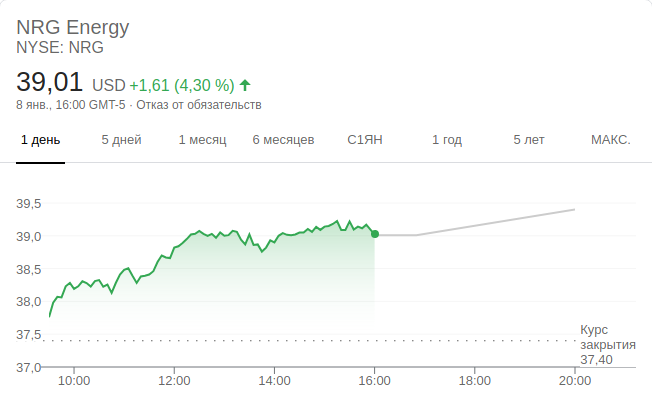 NRG Energy
NYSE: NRG
39,01 USD +1,61 (4,30 %)
8 янв., 16:00 GMT-5 · Отказ от обязательств
1 день 5 дней 1 месяц 6 месяцев С1ЯН 1 год 5 лет МАКС.
39,5
39,0
38,5
38,0
37,5
37,0
Курс
закрытия
37,40
10:00 12:00 14:00 16:00 18:00 20:00